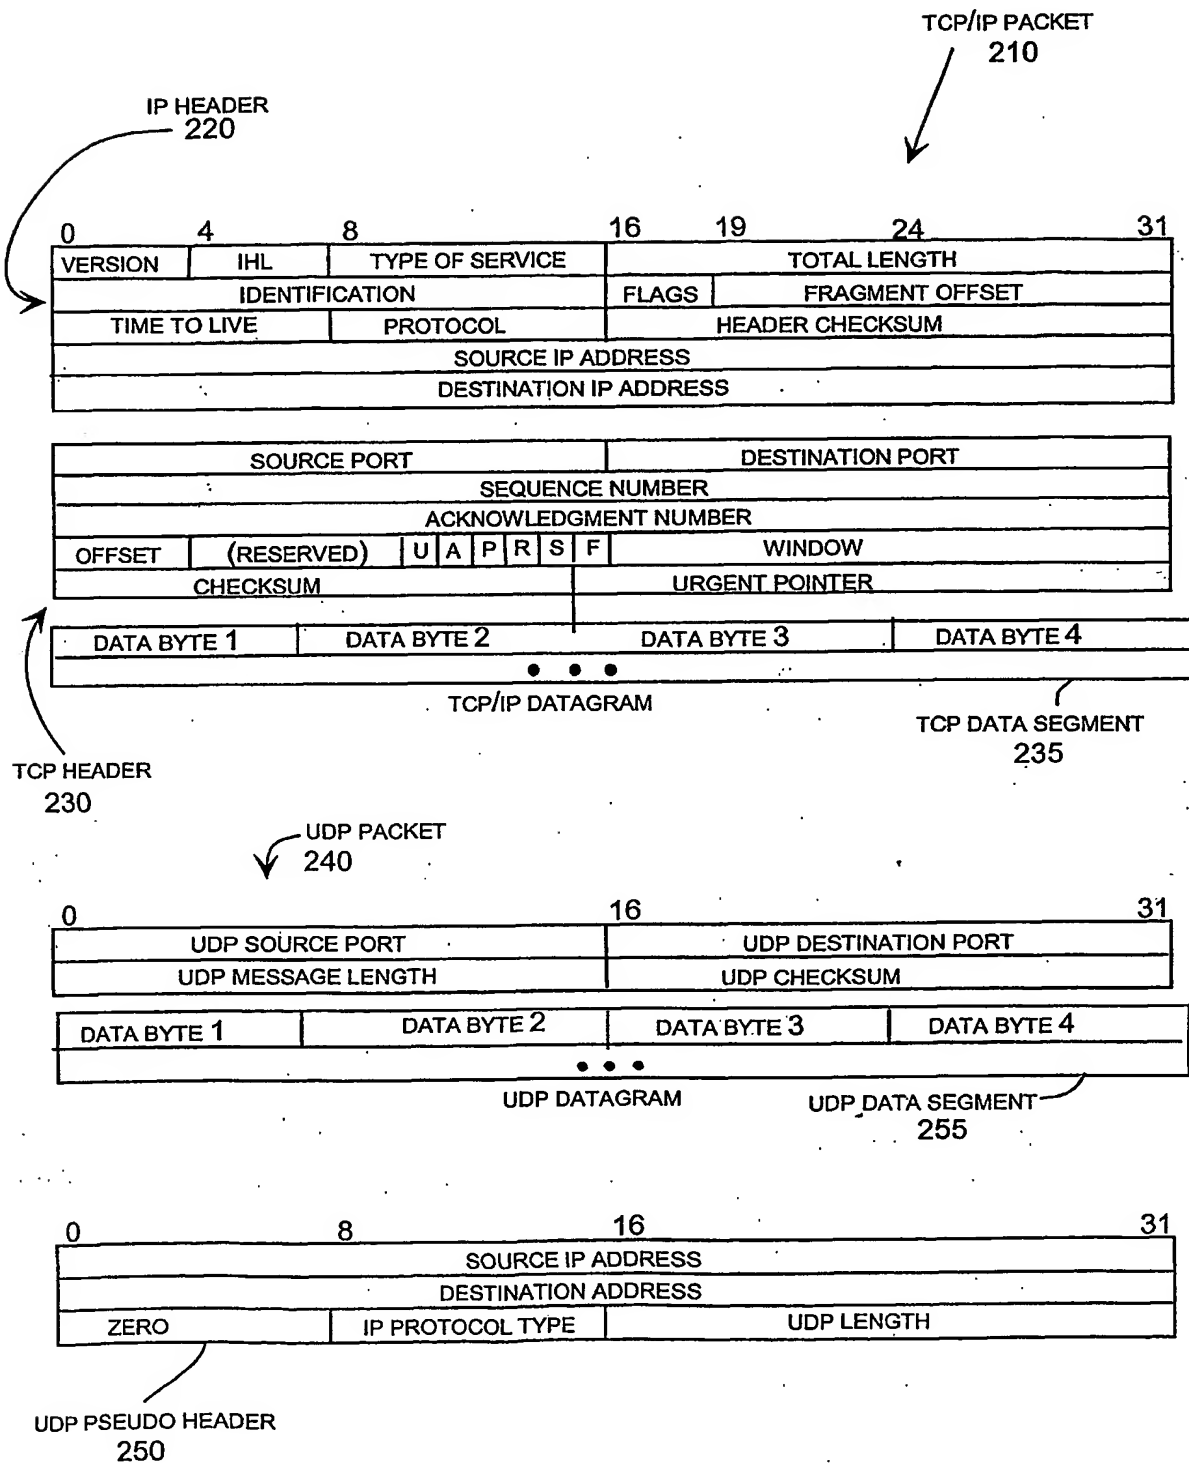 TCP/IP PACKET
210
IP HEADER
220
0 4 8 16 19 24 31
VERSION IHL TYPE OF SERVICE TOTAL LENGTH
IDENTIFICATION FLAGS FRAGMENT OFFSET
TIME TO LIVE PROTOCOL HEADER CHECKSUM
SOURCE IP ADDRESS
DESTINATION IP ADDRESS
SOURCE PORT DESTINATION PORT
SEQUENCE NUMBER
ACKNOWLEDGMENT NUMBER
OFFSET (RESERVED) U A P R S F WINDOW
CHECKSUM URGENT POINTER
DATA BYTE 1 DATA BYTE 2 DATA BYTE 3 DATA BYTE 4
TCP/IP DATAGRAM
TCP DATA SEGMENT
235
TCP HEADER
230
UDP PACKET
240
0 16 31
UDP SOURCE PORT UDP DESTINATION PORT
UDP MESSAGE LENGTH UDP CHECKSUM
DATA BYTE 1 DATA BYTE 2 DATA BYTE 3 DATA BYTE 4
UDP DATAGRAM
UDP DATA SEGMENT
255
0 8 16 31
SOURCE IP ADDRESS
DESTINATION ADDRESS
ZERO IP PROTOCOL TYPE UDP LENGTH
UDP PSEUDO HEADER
250